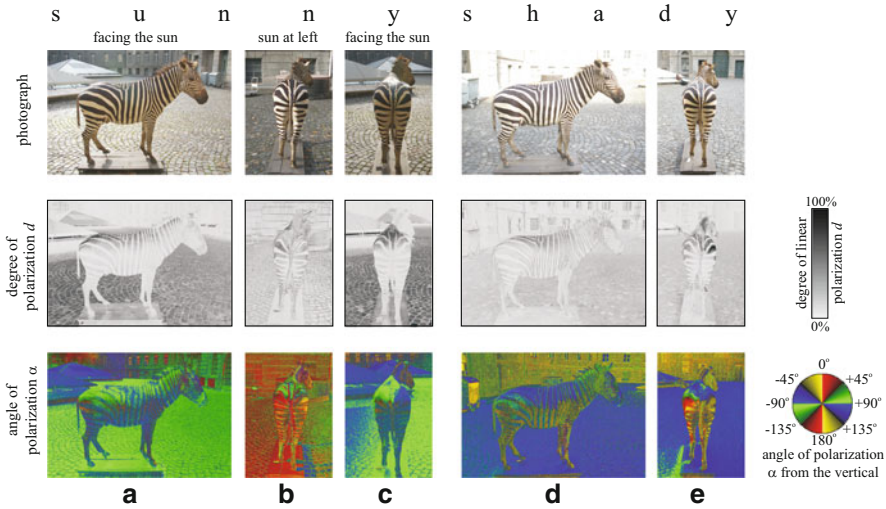 s u n n y s h a d y
facing the sun sun at left facing the sun
photograph
degree of
polarization d
100%
0%
degree of linear
polarization d
angle of
polarization α
0°
-45° +45°
-90° +90°
-135° +135°
180°
angle of polarization
α from the vertical
a b c d e